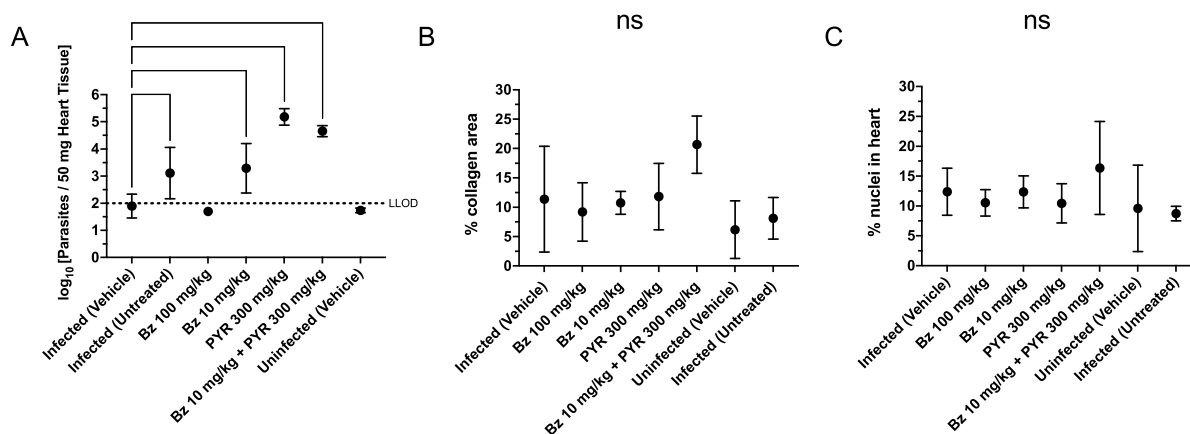 A
log10[Parasites / 50 mg Heart Tissue]
6
5
4
3
2
1
0
LLOD
Infected (Vehicle)
Infected (Untreated)
Bz 100 mg/kg
Bz 10 mg/kg
PYR 300 mg/kg
Bz 10 mg/kg + PYR 300 mg/kg
Uninfected (Vehicle)
B
ns
% collagen area
30
25
20
15
10
5
0
Infected (Vehicle)
Bz 100 mg/kg
Bz 10 mg/kg
PYR 300 mg/kg
Bz 10 mg/kg + PYR 300 mg/kg
Uninfected (Vehicle)
Infected (Untreated)
C
ns
% nuclei in heart
30
25
20
15
10
5
0
Infected (Vehicle)
Bz 100 mg/kg
Bz 10 mg/kg
PYR 300 mg/kg
Bz 10 mg/kg + PYR 300 mg/kg
Uninfected (Vehicle)
Infected (Untreated)